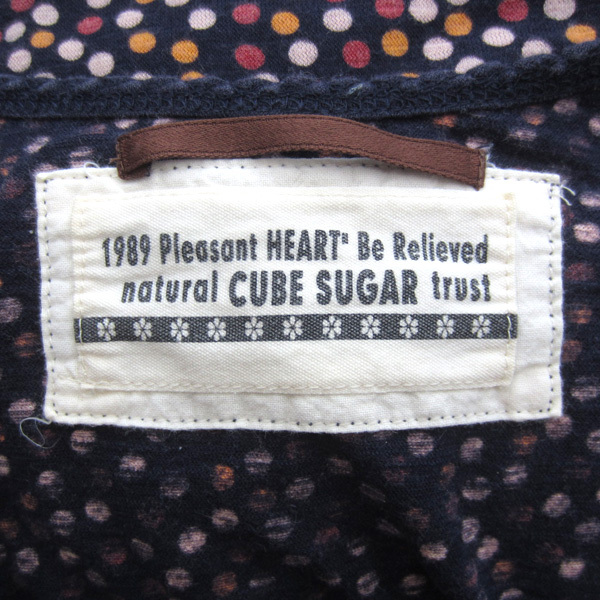 1989 Pleasant HEART" Be Relieved
natural CUBE SUGAR trust